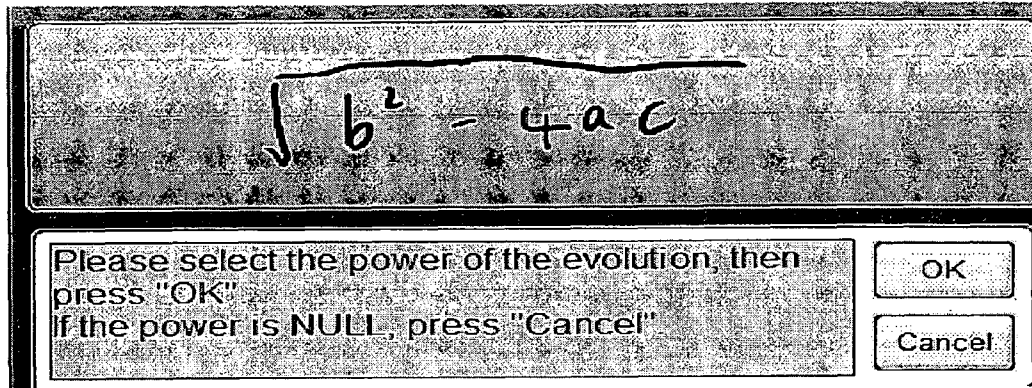 √b² - 4ac
Please select the power of the evolution, then
press "OK"
If the power is NULL, press "Cancel"
OK
Cancel